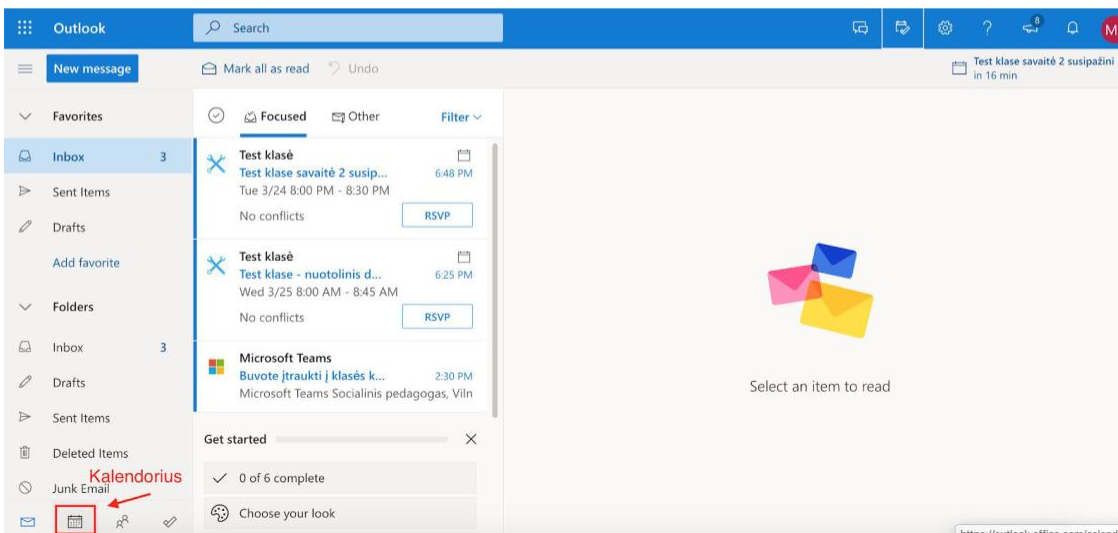 Outlook
Search
8
M
New message
Mark all as read
Undo
Test klase savaitė 2 susipažini
in 16 min
Favorites
Inbox 3
Sent Items
Drafts
Add favorite
Folders
Inbox 3
Drafts
Sent Items
Deleted Items
Kalendorius
Junk Email
Focused
Other
Filter
Test klasė
Test klase savaitė 2 susip... 6:48 PM
Tue 3/24 8:00 PM - 8:30 PM
No conflicts RSVP
Test klasė
Test klase - nuotolinis d... 6:25 PM
Wed 3/25 8:00 AM - 8:45 AM
No conflicts RSVP
Microsoft Teams
Buvote įtraukti į klasės k... 2:30 PM
Microsoft Teams Socialinis pedagogas, Viln
Get started
0 of 6 complete
Choose your look
Select an item to read